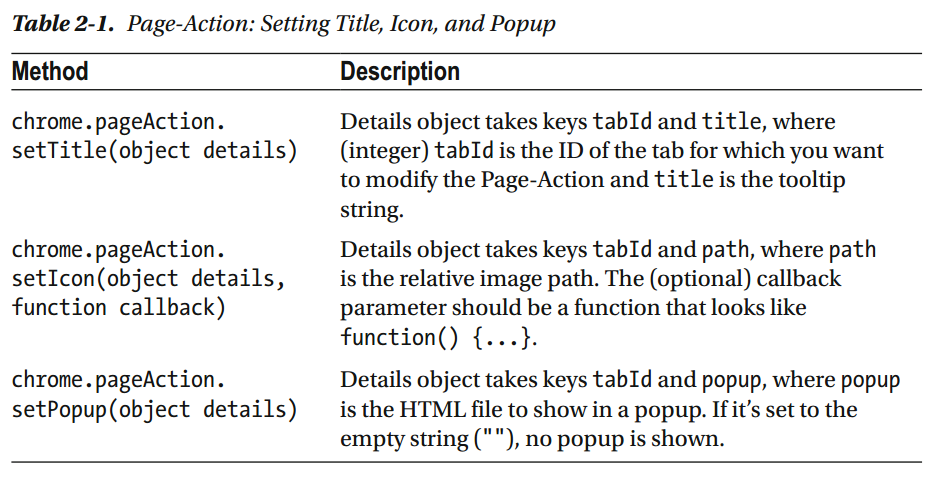 Table 2-1. Page-Action: Setting Title, Icon, and Popup
Method Description
chrome.pageAction.
setTitle(object details)
Details object takes keys tabId and title, where
(integer) tabId is the ID of the tab for which you want
to modify the Page-Action and title is the tooltip
string.
chrome.pageAction.
setIcon(object details,
function callback)
Details object takes keys tabId and path, where path
is the relative image path. The (optional) callback
parameter should be a function that looks like
function() {...}.
chrome.pageAction.
setPopup(object details)
Details object takes keys tabId and popup, where popup
is the HTML file to show in a popup. If it’s set to the
empty string (""), no popup is shown.